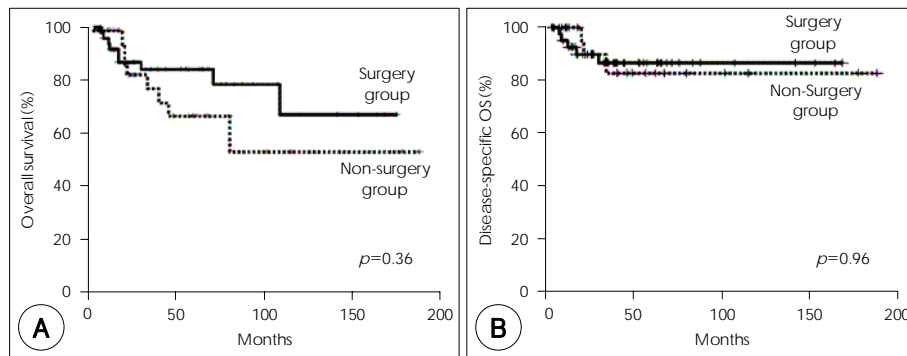 Overall survival (%)
100
80
60
40
20
0
0
50
100
150
200
Months
Surgery
group
Non-surgery
group
p=0.36
A
Disease-specific OS (%)
100
80
60
40
20
0
0
50
100
150
200
Months
Surgery
group
Non-Surgery
group
p=0.96
B